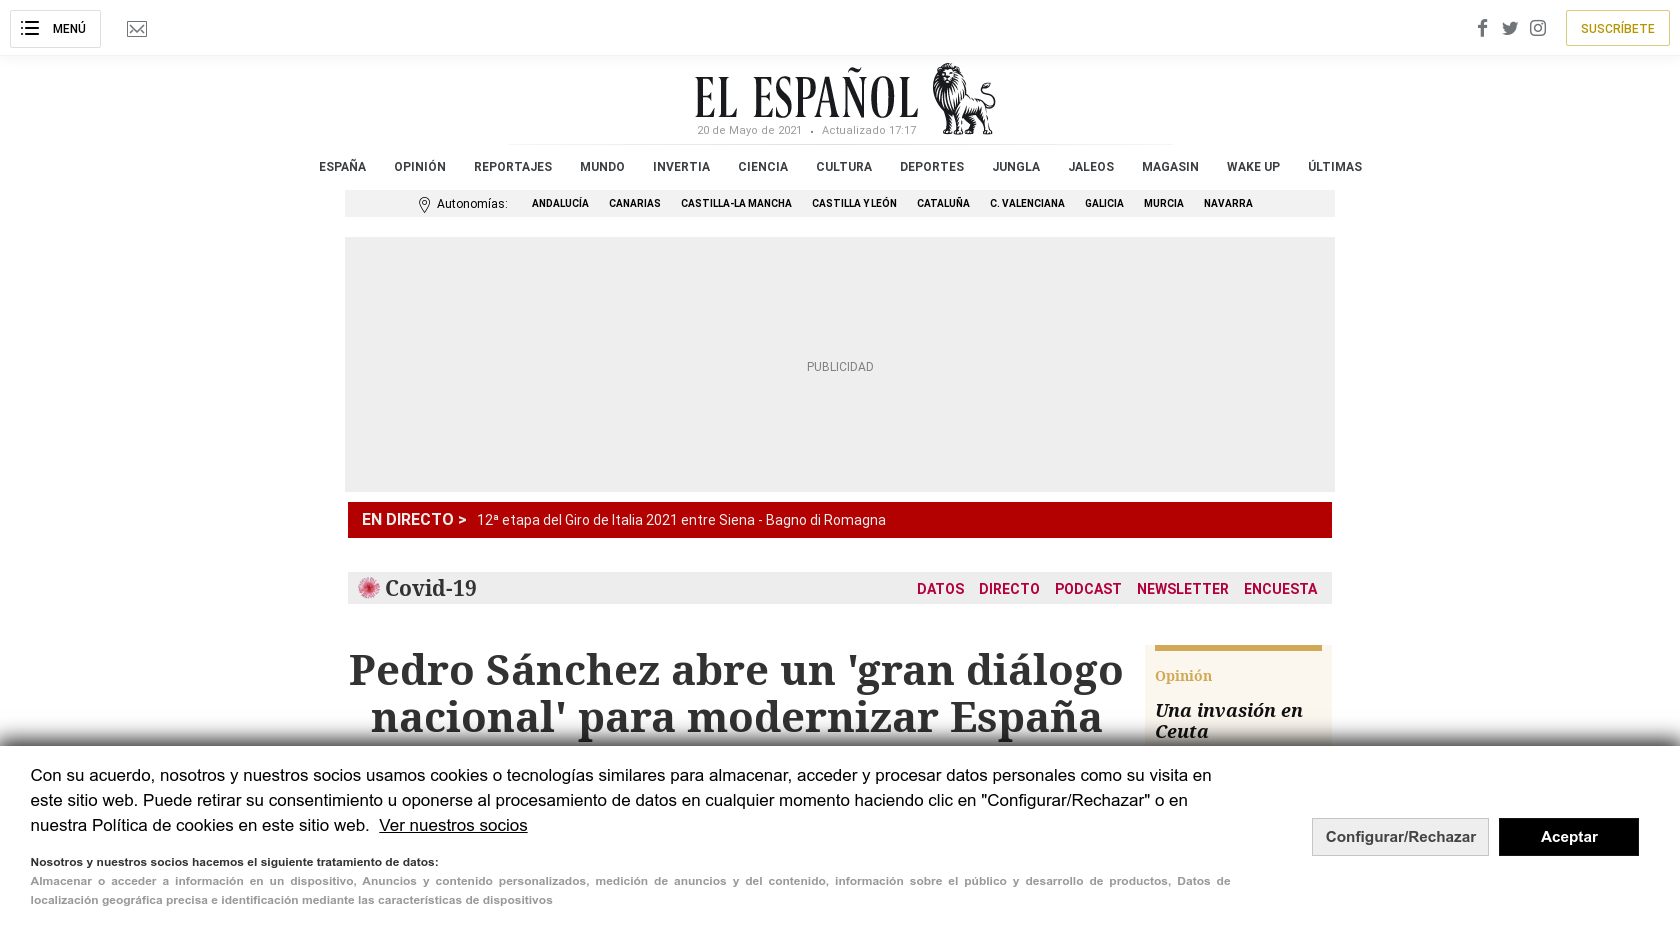 MENÚ
SUSCRÍBETE
EL ESPAÑOL
20 de Mayo de 2021 • Actualizado 17:17
ESPAÑA OPINIÓN REPORTAJES MUNDO INVERTIA CIENCIA CULTURA DEPORTES JUNGLA JALEOS MAGASIN WAKE UP ÚLTIMAS
Autonomías: ANDALUCÍA CANARIAS CASTILLA-LA MANCHA CASTILLA Y LEÓN CATALUÑA C. VALENCIANA GALICIA MURCIA NAVARRA
PUBLICIDAD
EN DIRECTO > 12ª etapa del Giro de Italia 2021 entre Siena - Bagno di Romagna
Covid-19 DATOS DIRECTO PODCAST NEWSLETTER ENCUESTA
Pedro Sánchez abre un 'gran diálogo
nacional' para modernizar España
Opinión
Una invasión en
Ceuta
Con su acuerdo, nosotros y nuestros socios usamos cookies o tecnologías similares para almacenar, acceder y procesar datos personales como su visita en
este sitio web. Puede retirar su consentimiento u oponerse al procesamiento de datos en cualquier momento haciendo clic en "Configurar/Rechazar" o en
nuestra Política de cookies en este sitio web. Ver nuestros socios
Nosotros y nuestros socios hacemos el siguiente tratamiento de datos:
Almacenar o acceder a información en un dispositivo, Anuncios y contenido personalizados, medición de anuncios y del contenido, información sobre el público y desarrollo de productos, Datos de
localización geográfica precisa e identificación mediante las características de dispositivos
Configurar/Rechazar
Aceptar